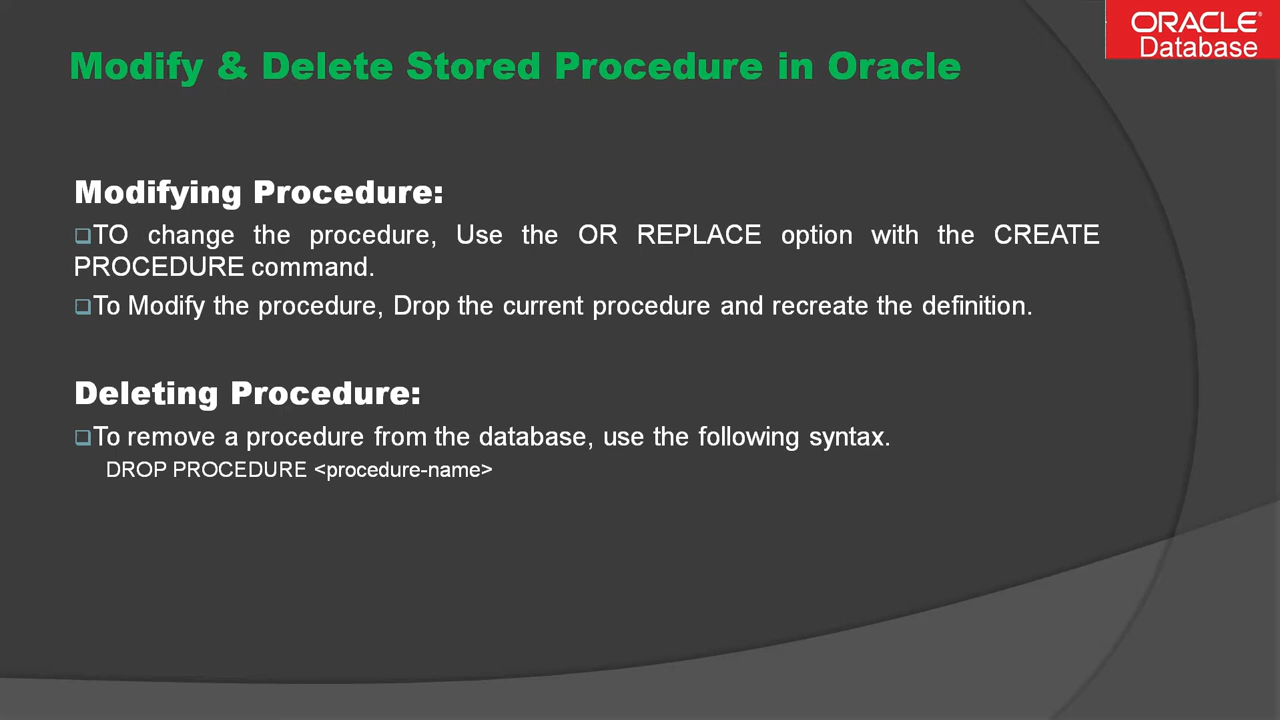 ORACLE®
Database
Modify & Delete Stored Procedure in Oracle
Modifying Procedure:
❑TO change the procedure, Use the OR REPLACE option with the CREATE
PROCEDURE command.
❑To Modify the procedure, Drop the current procedure and recreate the definition.
Deleting Procedure:
❑To remove a procedure from the database, use the following syntax.
DROP PROCEDURE <procedure-name>